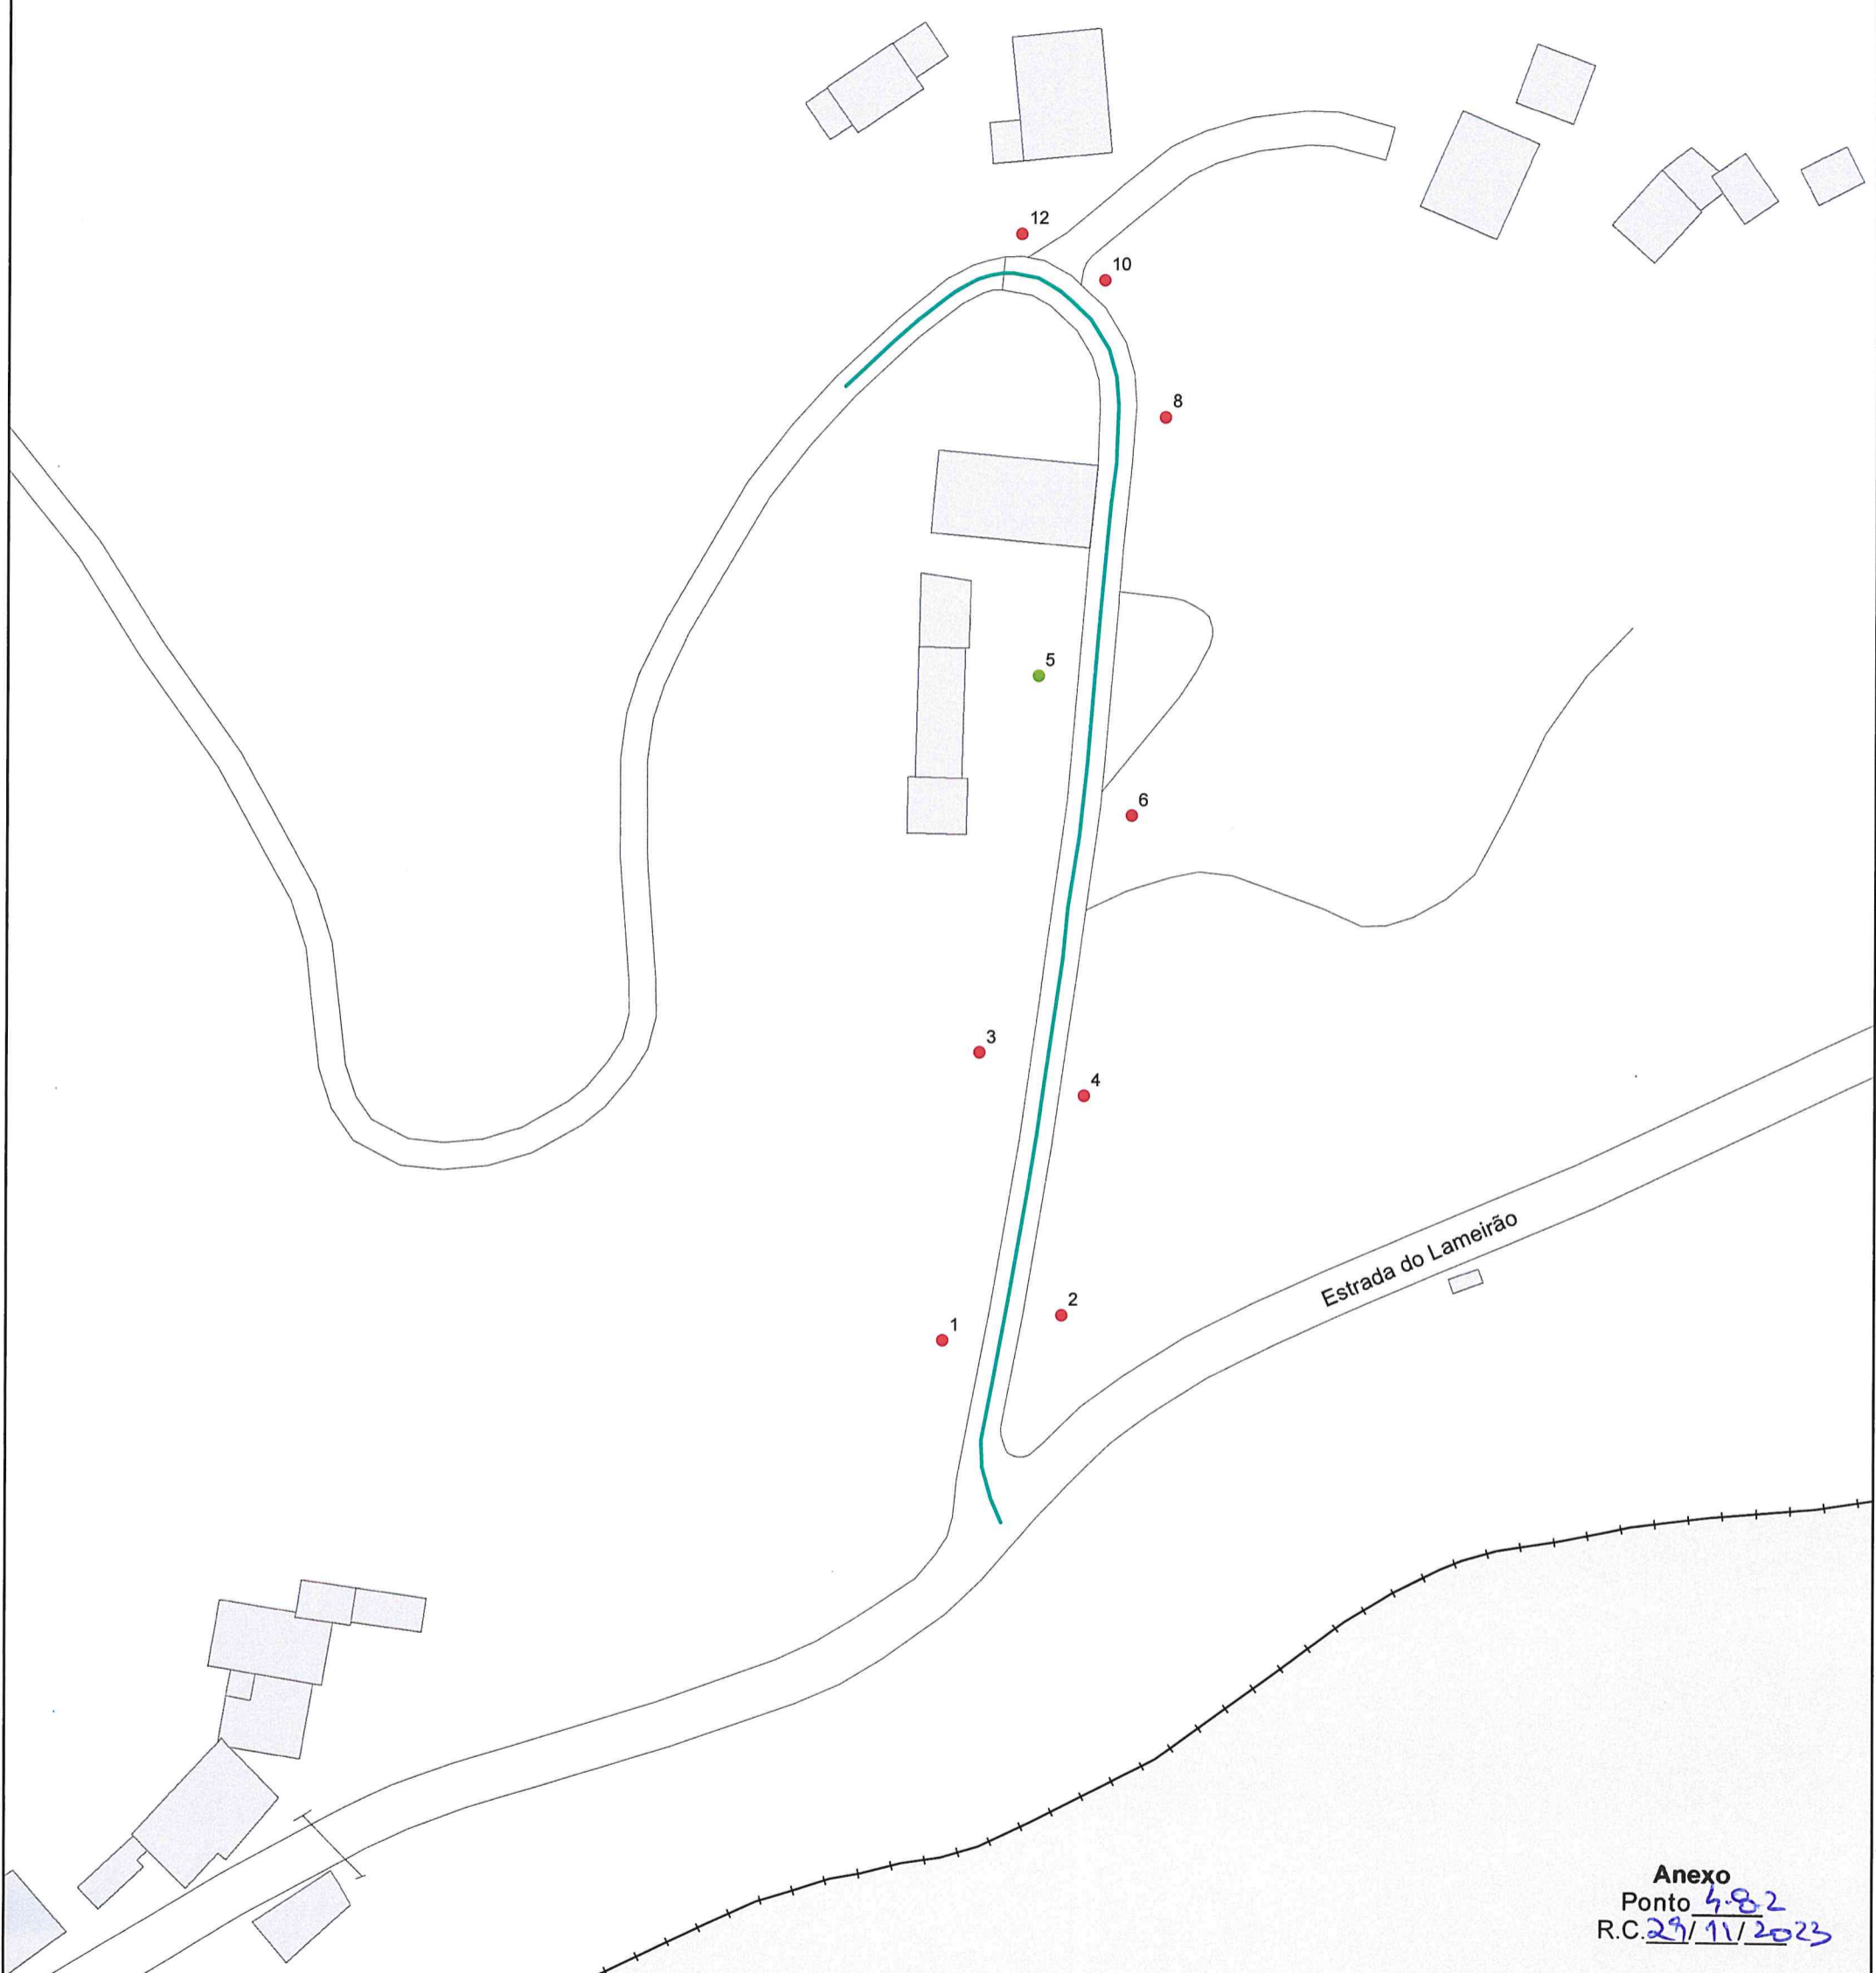 12
10
8
5
6
3
4
2
1
Estrada do Lameirão
Anexo
Ponto 4.8.2
R.C. 29/11/2023